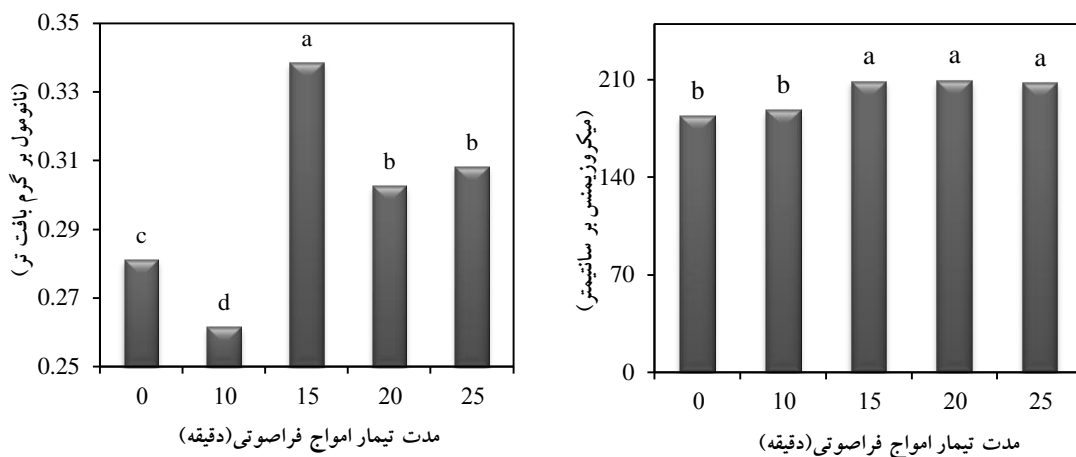 0.35
0.33
0.31
0.29
0.27
0.25
(نانومول بر گرم بافت تر)
c
d
a
b
b
0
10
15
20
25
مدت تیمار امواج فراصوتی(دقیقه)
210
140
70
0
(میکروزیمنس بر سانتیمتر)
b
b
a
a
a
0
10
15
20
25
مدت تیمار امواج فراصوتی(دقیقه)